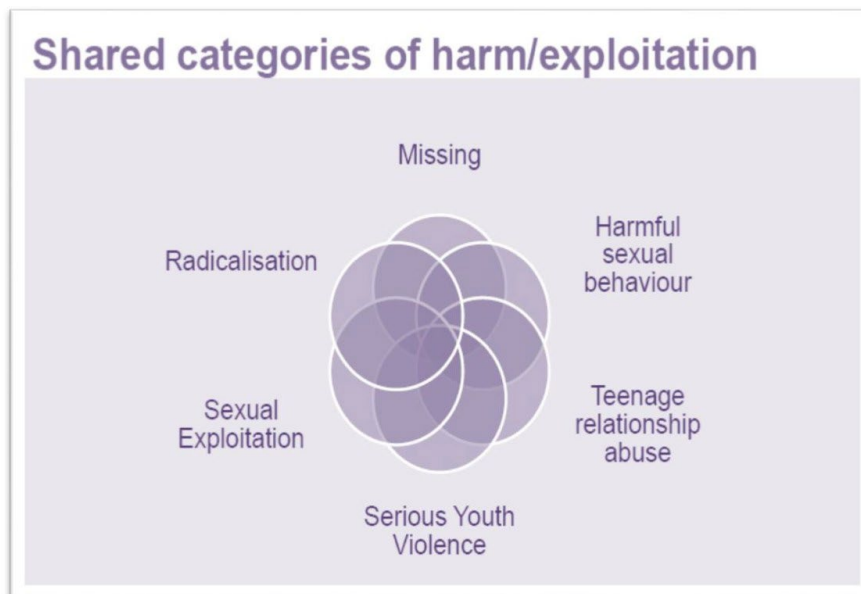 Shared categories of harm/exploitation
Missing
Harmful
sexual
behaviour
Radicalisation
Teenage
relationship
abuse
Sexual
Exploitation
Serious Youth
Violence